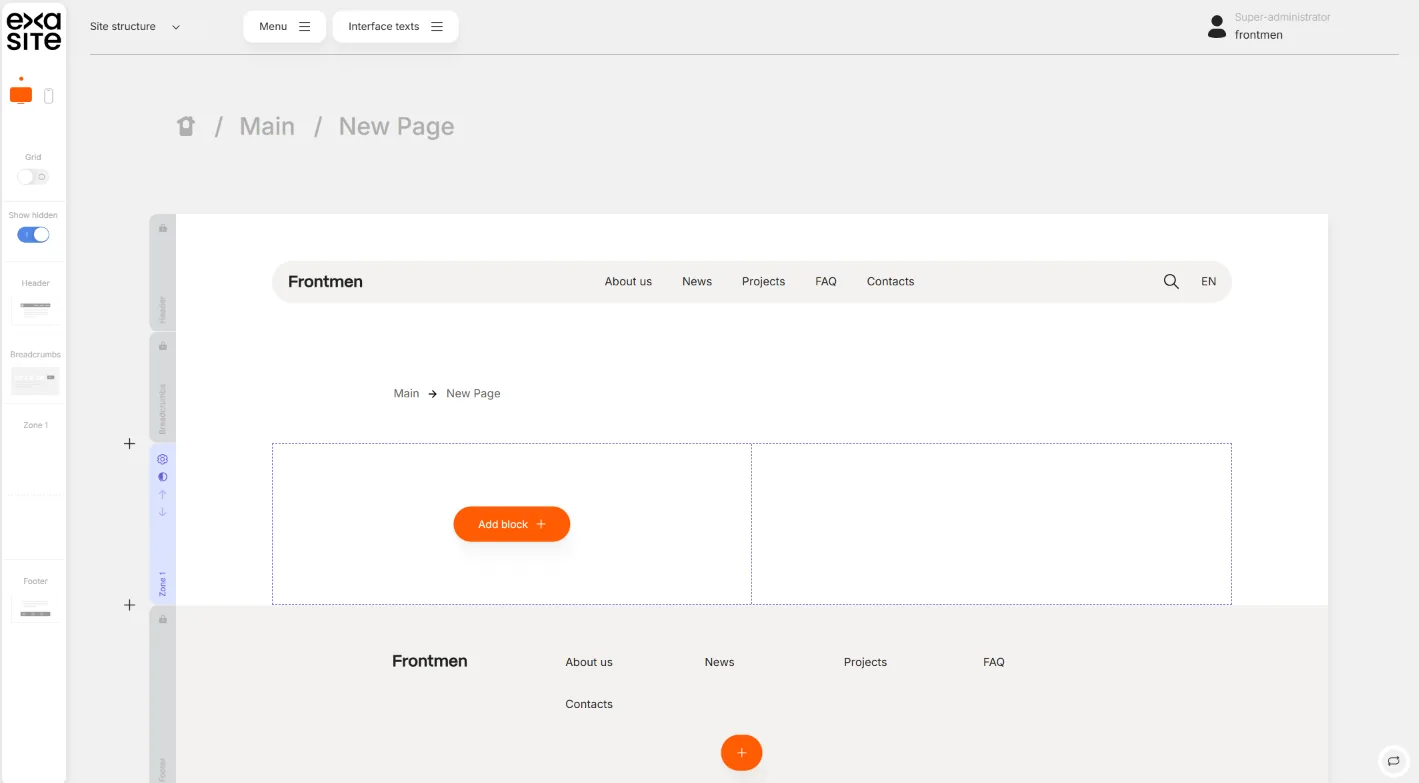 exa
SITE
Site structure
Menu
Interface texts
Super-administrator
frontmen
/ Main / New Page
Grid
Show hidden
Header
Breadcrumbs
Zone 1
Footer
Header
Frontmen
About us
News
Projects
FAQ
Contacts
EN
Breadcrumbs
Main → New Page
Zone 1
Add block +
Footer
Frontmen
About us
News
Projects
FAQ
Contacts